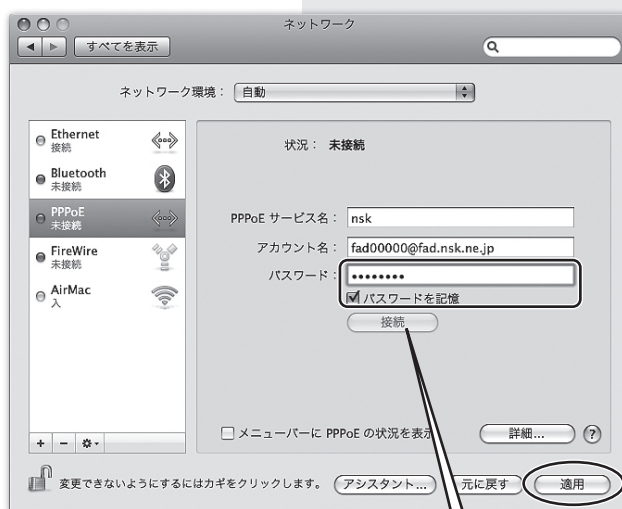 ネットワーク
すべてを表示
ネットワーク環境： 自動
Ethernet
接続
Bluetooth
未接続
PPPoE
未接続
FireWire
未接続
AirMac
入
状況： 未接続
PPPoE サービス名： nsk
アカウント名： fad00000@fad.nsk.ne.jp
パスワード： ••••••••
パスワードを記憶
接続
メニューバーに PPPoE の状況を表示
詳細... ?
変更できないようにするにはカギをクリックします。 アシスタント... 元に戻す 適用